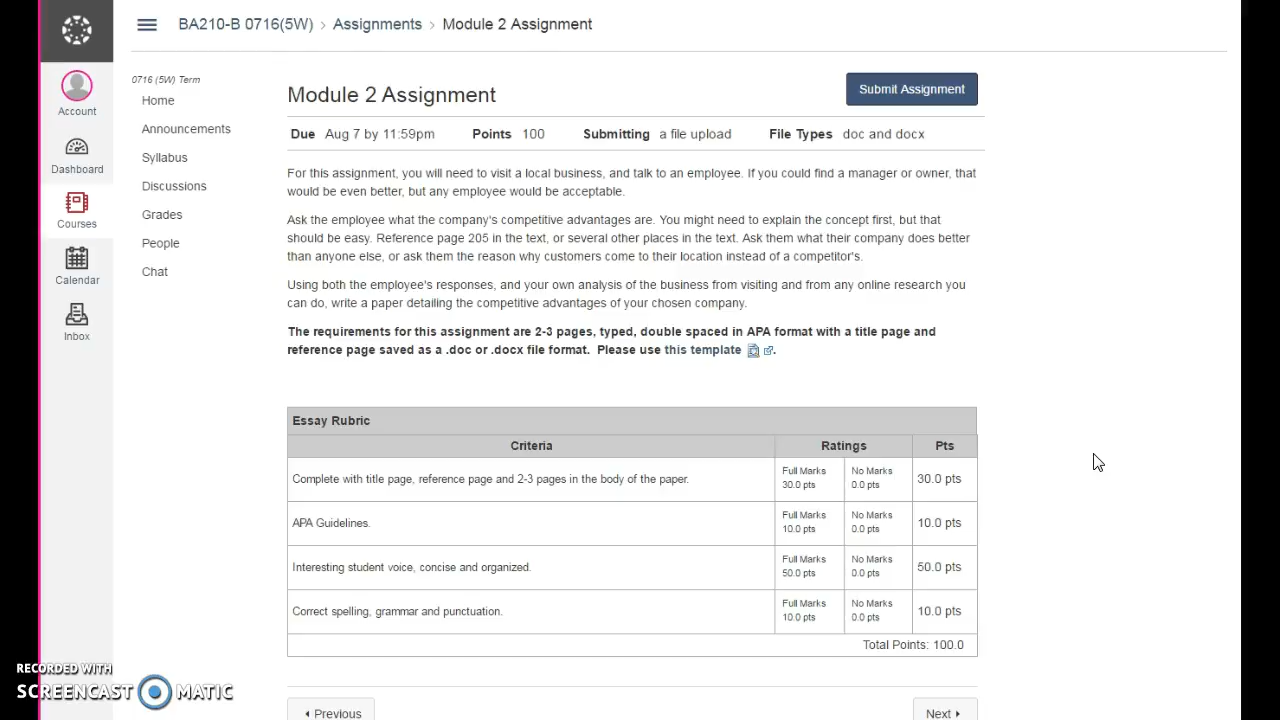 BA210-B 0716(5W) › Assignments › Module 2 Assignment
Account
Dashboard
Courses
Calendar
Inbox
0716 (5W) Term
Home
Announcements
Syllabus
Discussions
Grades
People
Chat
Module 2 Assignment
Submit Assignment
Due Aug 7 by 11:59pm Points 100 Submitting a file upload File Types doc and docx
For this assignment, you will need to visit a local business, and talk to an employee. If you could find a manager or owner, that
would be even better, but any employee would be acceptable.
Ask the employee what the company's competitive advantages are. You might need to explain the concept first, but that
should be easy. Reference page 205 in the text, or several other places in the text. Ask them what their company does better
than anyone else, or ask them the reason why customers come to their location instead of a competitor's.
Using both the employee's responses, and your own analysis of the business from visiting and from any online research you
can do, write a paper detailing the competitive advantages of your chosen company.
The requirements for this assignment are 2-3 pages, typed, double spaced in APA format with a title page and
reference page saved as a .doc or .docx file format. Please use this template .
Essay Rubric
Criteria Ratings Pts
Complete with title page, reference page and 2-3 pages in the body of the paper.
Full Marks
30.0 pts
No Marks
0.0 pts
30.0 pts
APA Guidelines.
Full Marks
10.0 pts
No Marks
0.0 pts
10.0 pts
Interesting student voice, concise and organized.
Full Marks
50.0 pts
No Marks
0.0 pts
50.0 pts
Correct spelling, grammar and punctuation.
Full Marks
10.0 pts
No Marks
0.0 pts
10.0 pts
Total Points: 100.0
Previous
Next
RECORDED WITH
SCREENCAST MATIC